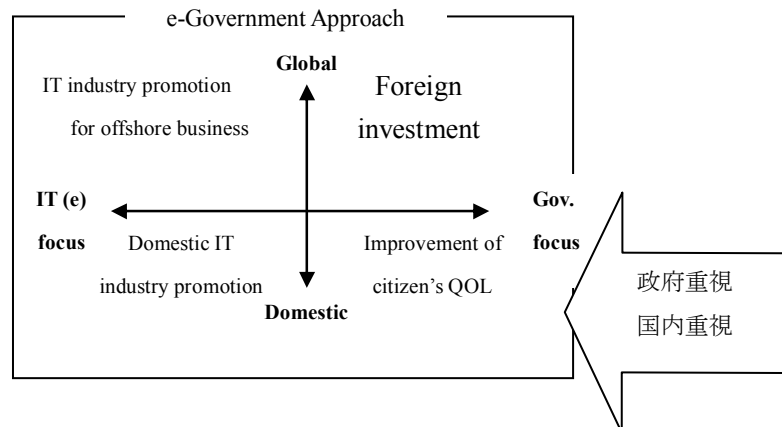 e-Government Approach
Global
IT industry promotion
for offshore business
Foreign
investment
IT (e)
focus
Gov.
focus
Domestic IT
industry promotion
Improvement of
citizen's QOL
Domestic
政府重視
国内重視